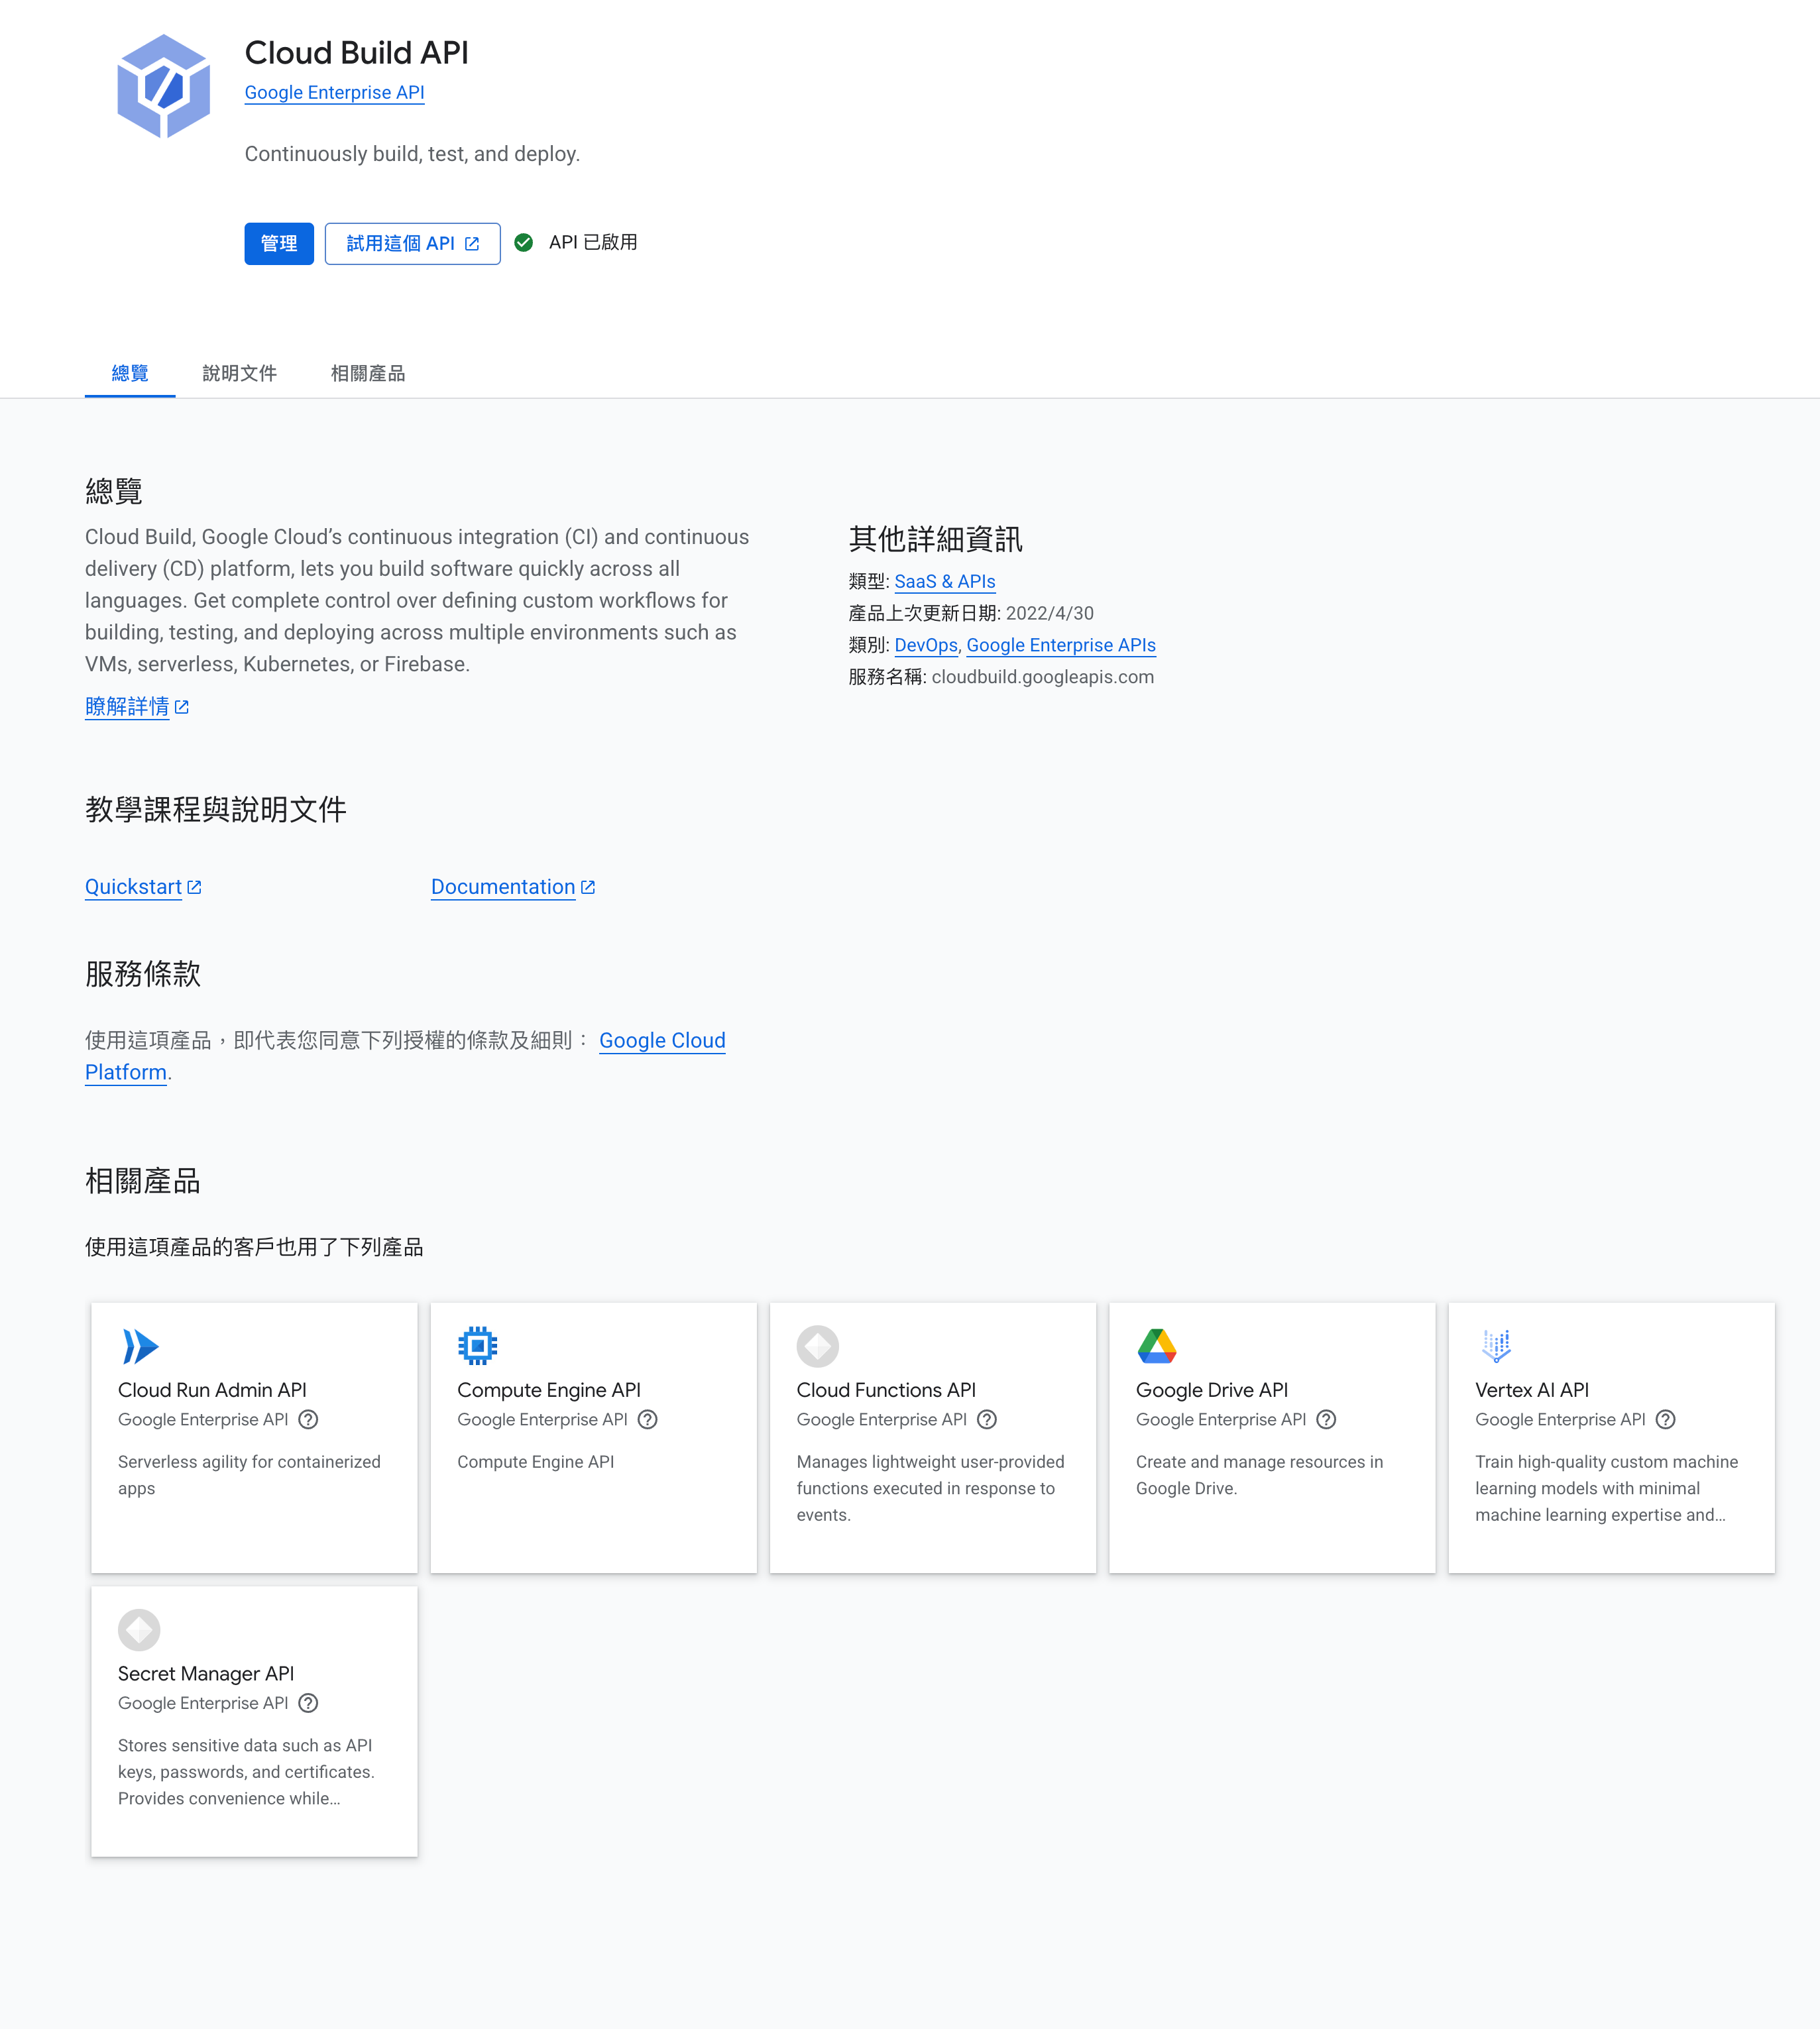 Cloud Build API
Google Enterprise API
Continuously build, test, and deploy.
管理
試用這個 API
API 已啟用
總覽
說明文件
相關產品
總覽
Cloud Build, Google Cloud’s continuous integration (CI) and continuous
delivery (CD) platform, lets you build software quickly across all
languages. Get complete control over defining custom workflows for
building, testing, and deploying across multiple environments such as
VMs, serverless, Kubernetes, or Firebase.
瞭解詳情
其他詳細資訊
類型: SaaS & APIs
產品上次更新日期: 2022/4/30
類別: DevOps, Google Enterprise APIs
服務名稱: cloudbuild.googleapis.com
教學課程與說明文件
Quickstart
Documentation
服務條款
使用這項產品，即代表您同意下列授權的條款及細則： Google Cloud
Platform.
相關產品
使用這項產品的客戶也用了下列產品
Cloud Run Admin API
Google Enterprise API
Serverless agility for containerized
apps
Compute Engine API
Google Enterprise API
Compute Engine API
Cloud Functions API
Google Enterprise API
Manages lightweight user-provided
functions executed in response to
events.
Google Drive API
Google Enterprise API
Create and manage resources in
Google Drive.
Vertex AI API
Google Enterprise API
Train high-quality custom machine
learning models with minimal
machine learning expertise and…
Secret Manager API
Google Enterprise API
Stores sensitive data such as API
keys, passwords, and certificates.
Provides convenience while…